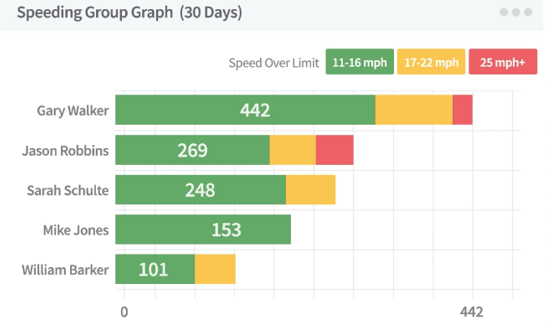 Speeding Group Graph (30 Days)
Speed Over Limit 11-16 mph 17-22 mph 25 mph+
Gary Walker 442
Jason Robbins 269
Sarah Schulte 248
Mike Jones 153
William Barker 101
0 442